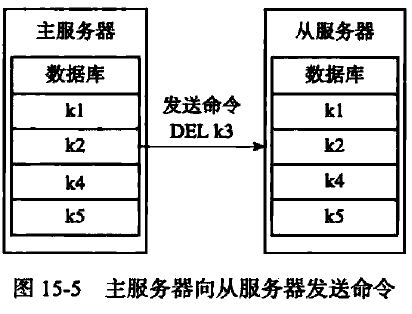 主服务器
数据库
k1
k2
k4
k5
发送命令
DEL k3
从服务器
数据库
k1
k2
k4
k5
图 15-5 主服务器向从服务器发送命令